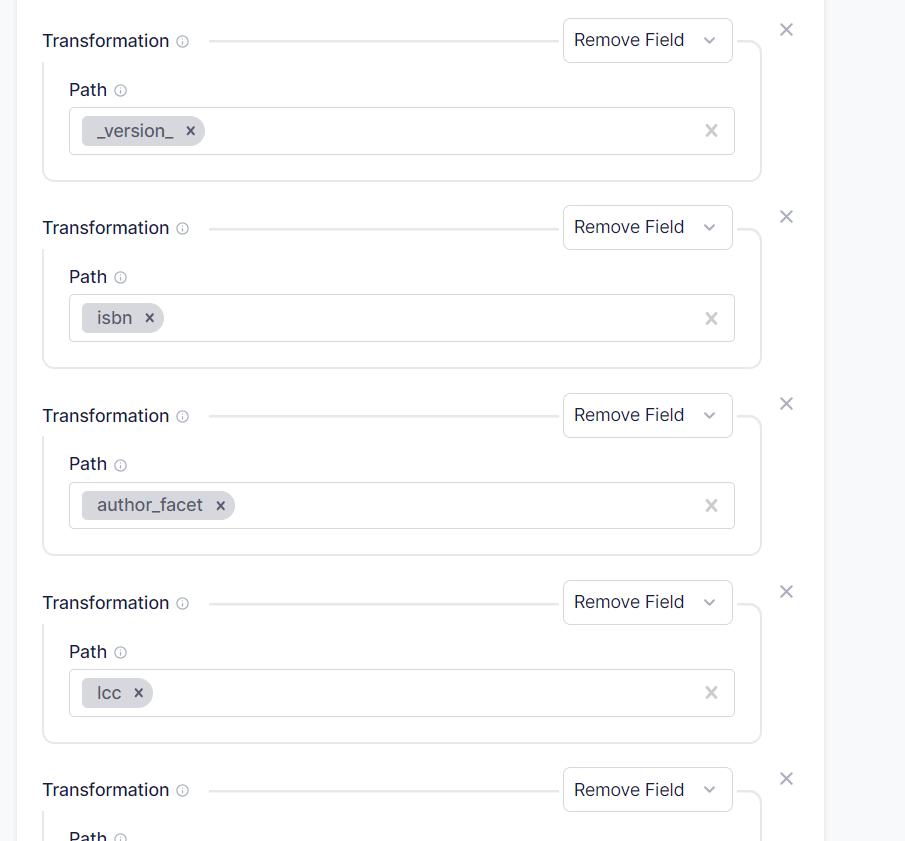 Transformation
Remove Field
Path
_version_
Transformation
Remove Field
Path
isbn
Transformation
Remove Field
Path
author_facet
Transformation
Remove Field
Path
lcc
Transformation
Remove Field
Path